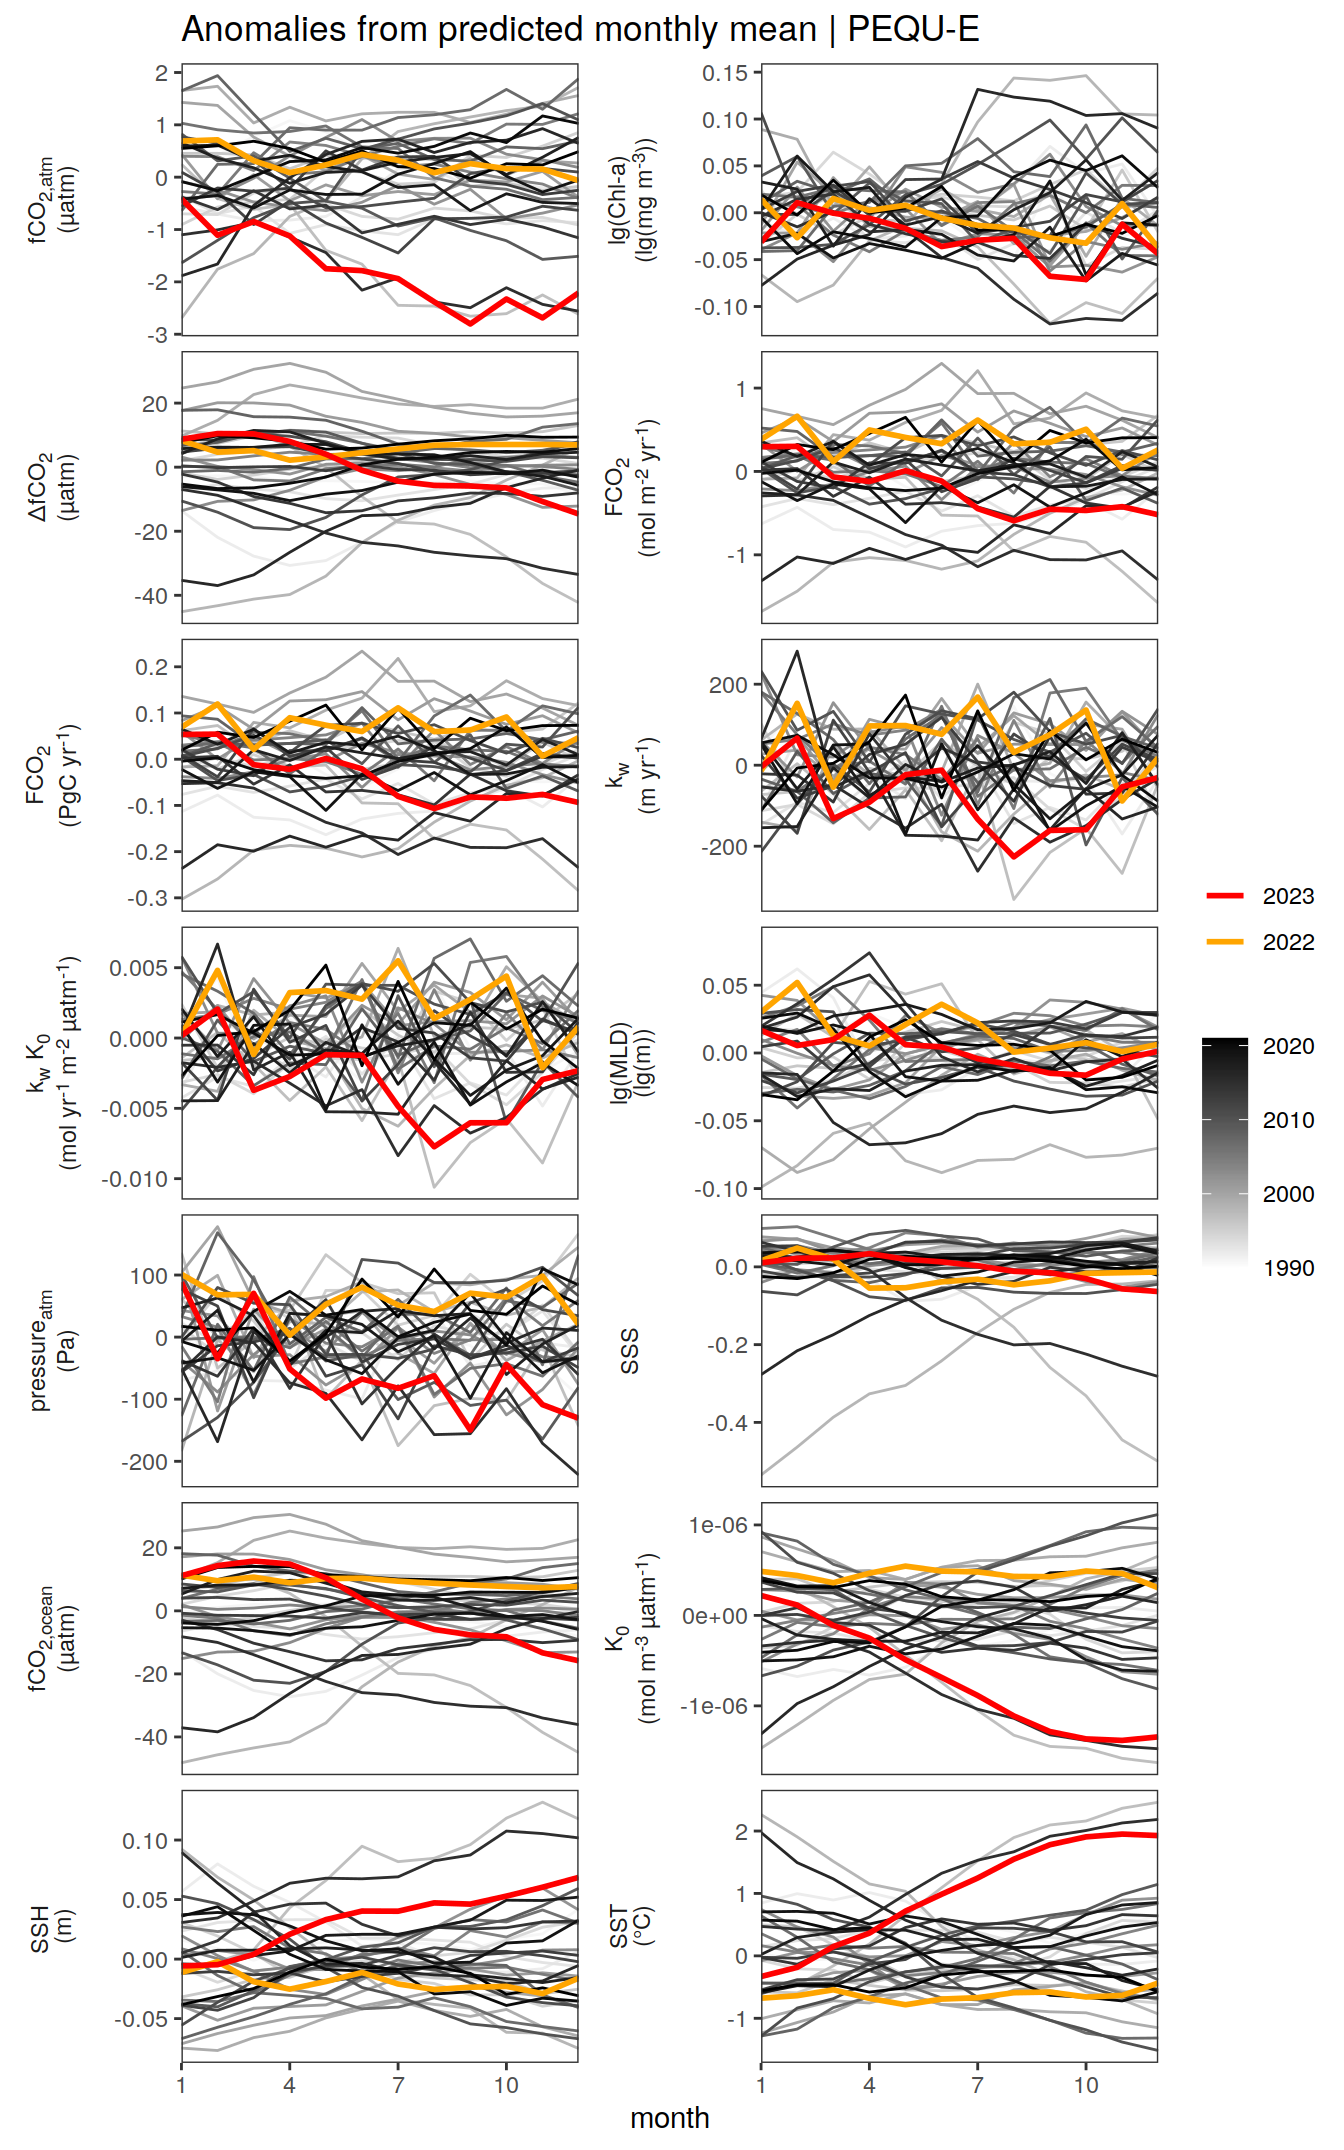 Anomalies from predicted monthly mean | PEQU-E
fCO2,atm
(µatm)
2
1
0
-1
-2
-3
lg(Chl-a)
(lg(mg m-3))
0.15
0.10
0.05
0.00
-0.05
-0.10
ΔfCO2
(µatm)
20
0
-20
-40
FCO2
(mol m-2 yr-1)
1
0
-1
FCO2
(PgC yr-1)
0.2
0.1
0.0
-0.1
-0.2
-0.3
kw
(m yr-1)
200
0
-200
kw K0
(mol yr-1 m-2 µatm-1)
0.005
0.000
-0.005
-0.010
lg(MLD)
(lg(m))
0.05
0.00
-0.05
-0.10
pressureatm
(Pa)
100
0
-100
-200
SSS
0.0
-0.2
-0.4
fCO2,ocean
(µatm)
20
0
-20
-40
K0
(mol m-3 µatm-1)
1e-06
0e+00
-1e-06
SSH
(m)
0.10
0.05
0.00
-0.05
SST
(°C)
2
1
0
-1
1 4 7 10
1 4 7 10
month
2023
2022
2020
2010
2000
1990